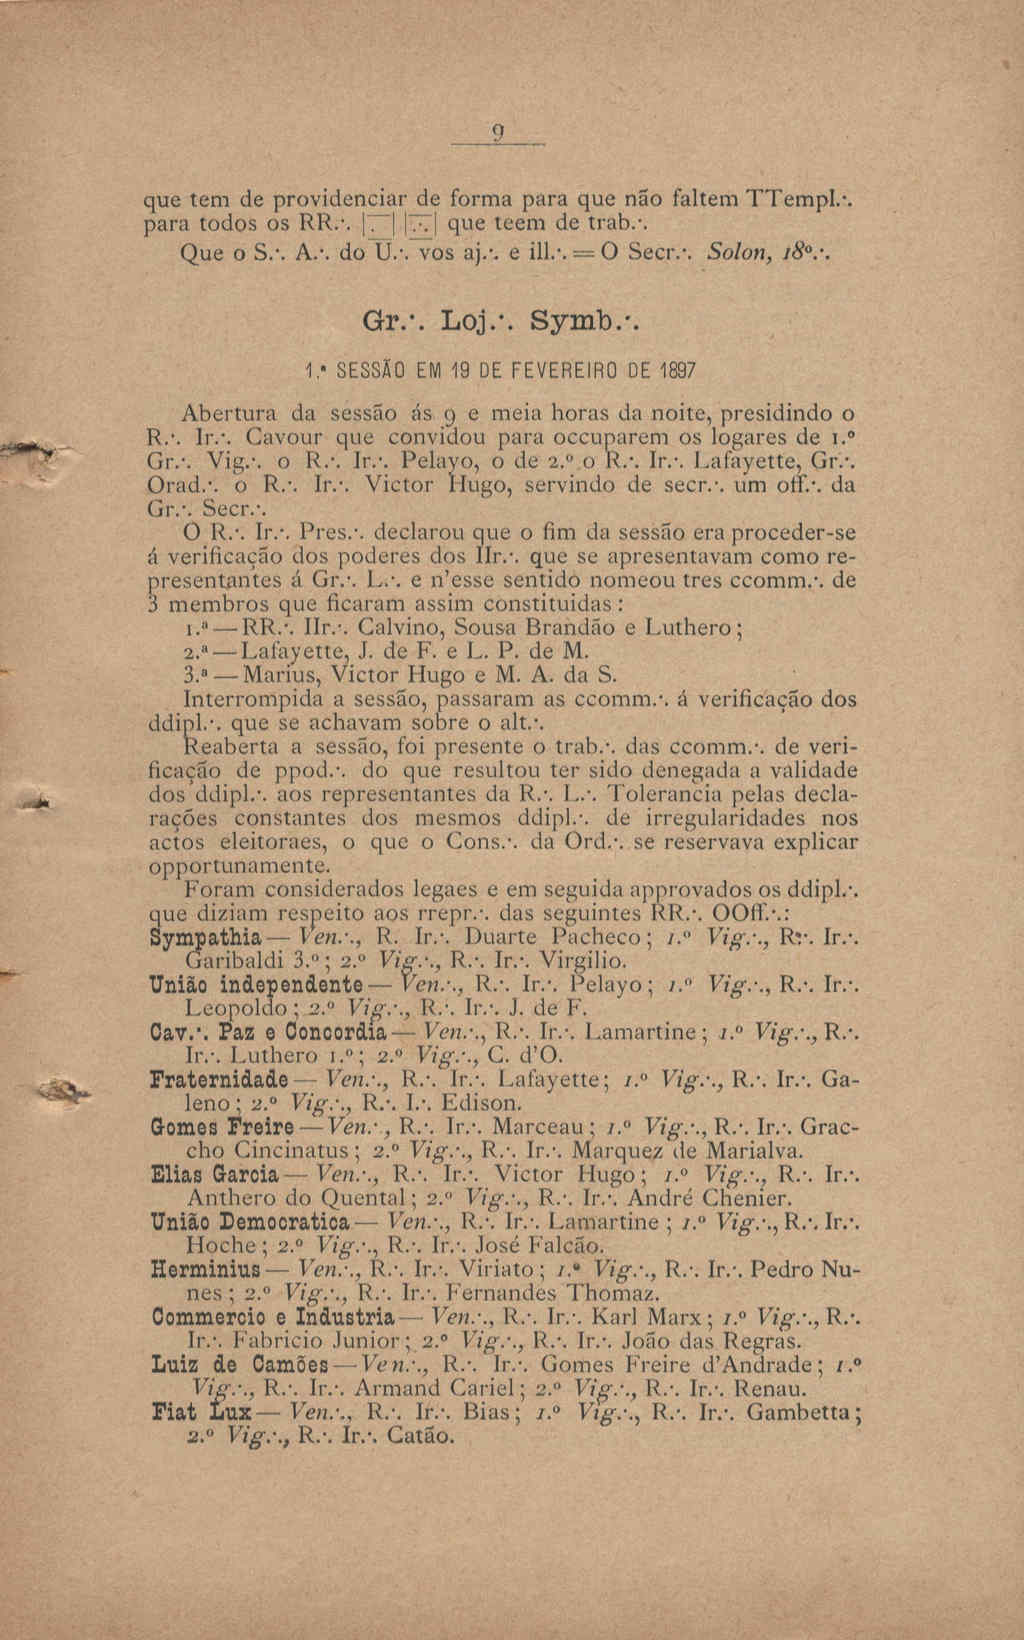 9
que tem de providenciar de forma para que não faltem TTempl.∙.
para todos os RR.∙. que teem de trab.∙.
Que o S.∙. A.∙. do U.∙. vos aj.∙. e ill.∙. = O Secr.∙. Solon, 18º.∙.
Gr.∙. Loj.∙. Symb.∙.
1.ª SESSÃO EM 19 DE FEVEREIRO DE 1897
Abertura da sessão ás 9 e meia horas da noite, presidindo o
R.∙. Ir.∙. Cavour que convidou para occuparem os logares de 1.º
Gr.∙. Vig.∙. o R.∙. Ir.∙. Pelayo, o de 2.º o R.∙. Ir.∙. Lafayette, Gr.∙.
Orad.∙. o R.∙. Ir.∙. Victor Hugo, servindo de secr.∙. um off.∙. da
Gr.∙. Secr.∙.
O R.∙. Ir.∙. Pres.∙. declarou que o fim da sessão era proceder-se
á verificação dos poderes dos IIr.∙. que se apresentavam como re-
presentantes á Gr.∙. L.∙. e n'esse sentido nomeou tres ccomm.∙. de
3 membros que ficaram assim constituidas:
1.ª — RR.∙. IIr.∙. Calvino, Sousa Brandão e Luthero;
2.ª — Lafayette, J. de F. e L. P. de M.
3.ª — Marius, Victor Hugo e M. A. da S.
Interrompida a sessão, passaram as ccomm.∙. á verificação dos
ddipl.∙. que se achavam sobre o alt.∙.
Reaberta a sessão, foi presente o trab.∙. das ccomm.∙. de veri-
ficação de ppod.∙. do que resultou ter sido denegada a validade
dos ddipl.∙. aos representantes da R.∙. L.∙. Tolerancia pelas decla-
rações constantes dos mesmos ddipl.∙. de irregularidades nos
actos eleitoraes, o que o Cons.∙. da Ord.∙. se reservava explicar
opportunamente.
Foram considerados legaes e em seguida approvados os ddipl.∙.
que diziam respeito aos rrepr.∙. das seguintes RR.∙. OOff.∙.:
Sympathia — Ven.∙., R. Ir.∙. Duarte Pacheco; 1.º Vig.∙., R.∙. Ir.∙.
Garibaldi 3.º; 2.º Vig.∙., R.∙. Ir.∙. Virgilio.
União independente — Ven.∙., R.∙. Ir.∙. Pelayo; 1.º Vig.∙., R.∙. Ir.∙.
Leopoldo; 2.º Vig.∙., R.∙. Ir.∙. J. de F.
Cav.∙. Paz e Concordia — Ven.∙., R.∙. Ir.∙. Lamartine; 1.º Vig.∙., R.∙.
Ir.∙. Luthero 1.º; 2.º Vig.∙., C. d'O.
Fraternidade — Ven.∙., R.∙. Ir.∙. Lafayette; 1.º Vig.∙., R.∙. Ir.∙. Ga-
leno; 2.º Vig.∙., R.∙. I.∙. Edison.
Gomes Freire — Ven.∙, R.∙. Ir.∙. Marceau; 1.º Vig.∙., R.∙. Ir.∙. Grac-
cho Cincinatus; 2.º Vig.∙., R.∙. Ir.∙. Marquez de Marialva.
Elias Garcia — Ven.∙., R.∙. Ir.∙. Victor Hugo; 1.º Vig.∙., R.∙. Ir.∙.
Anthero do Quental; 2.º Vig.∙., R.∙. Ir.∙. André Chenier.
União Democratica — Ven.∙., R.∙. Ir.∙. Lamartine; 1.º Vig.∙., R.∙. Ir.∙.
Hoche; 2.º Vig.∙., R.∙. Ir.∙. José Falcão.
Herminius — Ven.∙., R.∙. Ir.∙. Viriato; 1.º Vig.∙., R.∙. Ir.∙. Pedro Nu-
nes; 2.º Vig.∙., R.∙. Ir.∙. Fernandes Thomaz.
Commercio e Industria — Ven.∙., R.∙. Ir.∙. Karl Marx; 1.º Vig.∙., R.∙.
Ir.∙. Fabricio Junior; 2.º Vig.∙., R.∙. Ir.∙. João das Regras.
Luiz de Camões — Ven.∙., R.∙. Ir.∙. Gomes Freire d'Andrade; 1.º
Vig.∙., R.∙. Ir.∙. Armand Cariel; 2.º Vig.∙., R.∙. Ir.∙. Renau.
Fiat Lux — Ven.∙., R.∙. Ir.∙. Bias; 1.º Vig.∙., R.∙. Ir.∙. Gambetta;
2.º Vig.∙., R.∙. Ir.∙. Catão.